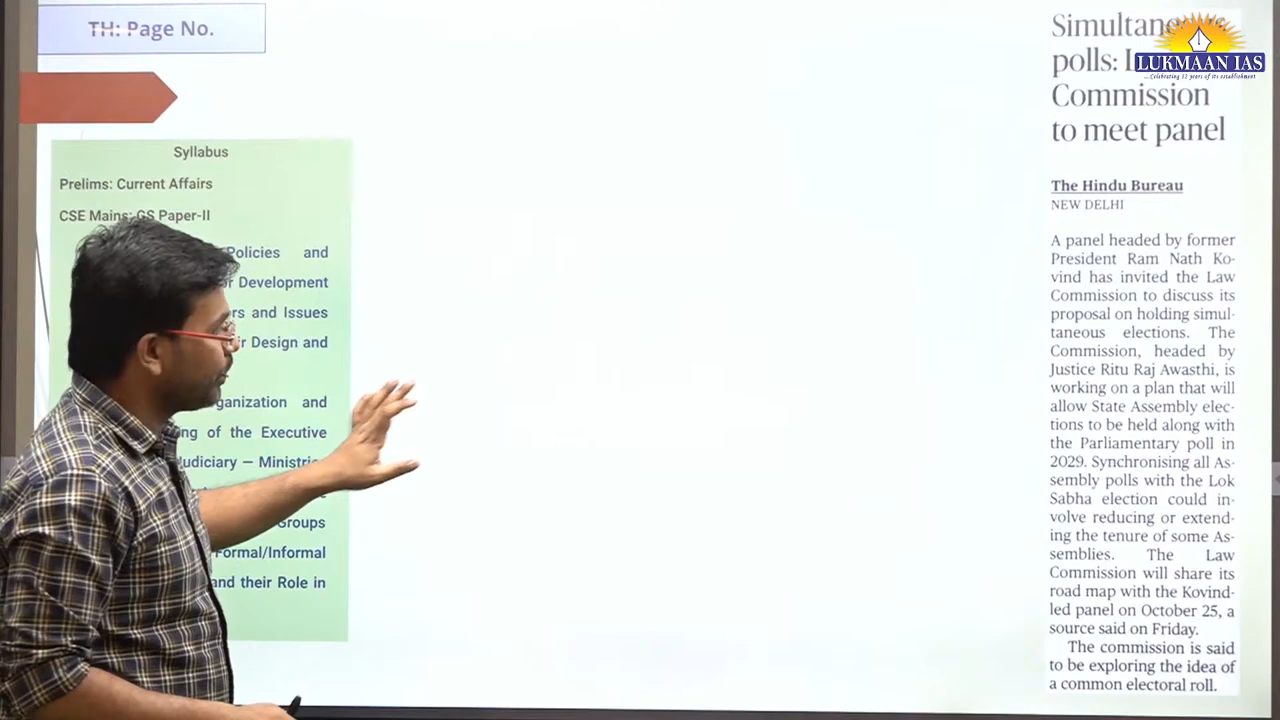 TH: Page No.
Syllabus
Prelims: Current Affairs
CSE Mains: GS Paper-II
Policies and
Development
and Issues
Design and
and
of the Executive
Judiciary –
Groups
Formal/Informal
and their Role in
polls:
Commission
to meet panel
LUKMAAN IAS
...Celebrating 12 years of its establishment
The Hindu Bureau
NEW DELHI
A panel headed by former
President Ram Nath Ko-
vind has invited the Law
Commission to discuss its
proposal on holding simul-
taneous elections. The
Commission, headed by
Justice Ritu Raj Awasthi, is
working on a plan that will
allow State Assembly elec-
tions to be held along with
the Parliamentary poll in
2029. Synchronising all As-
sembly polls with the Lok
Sabha election could in-
volve reducing or extend-
ing the tenure of some As-
semblies. The Law
Commission will share its
road map with the Kovind-
led panel on October 25, a
source said on Friday.
The commission is said
to be exploring the idea of
a common electoral roll.